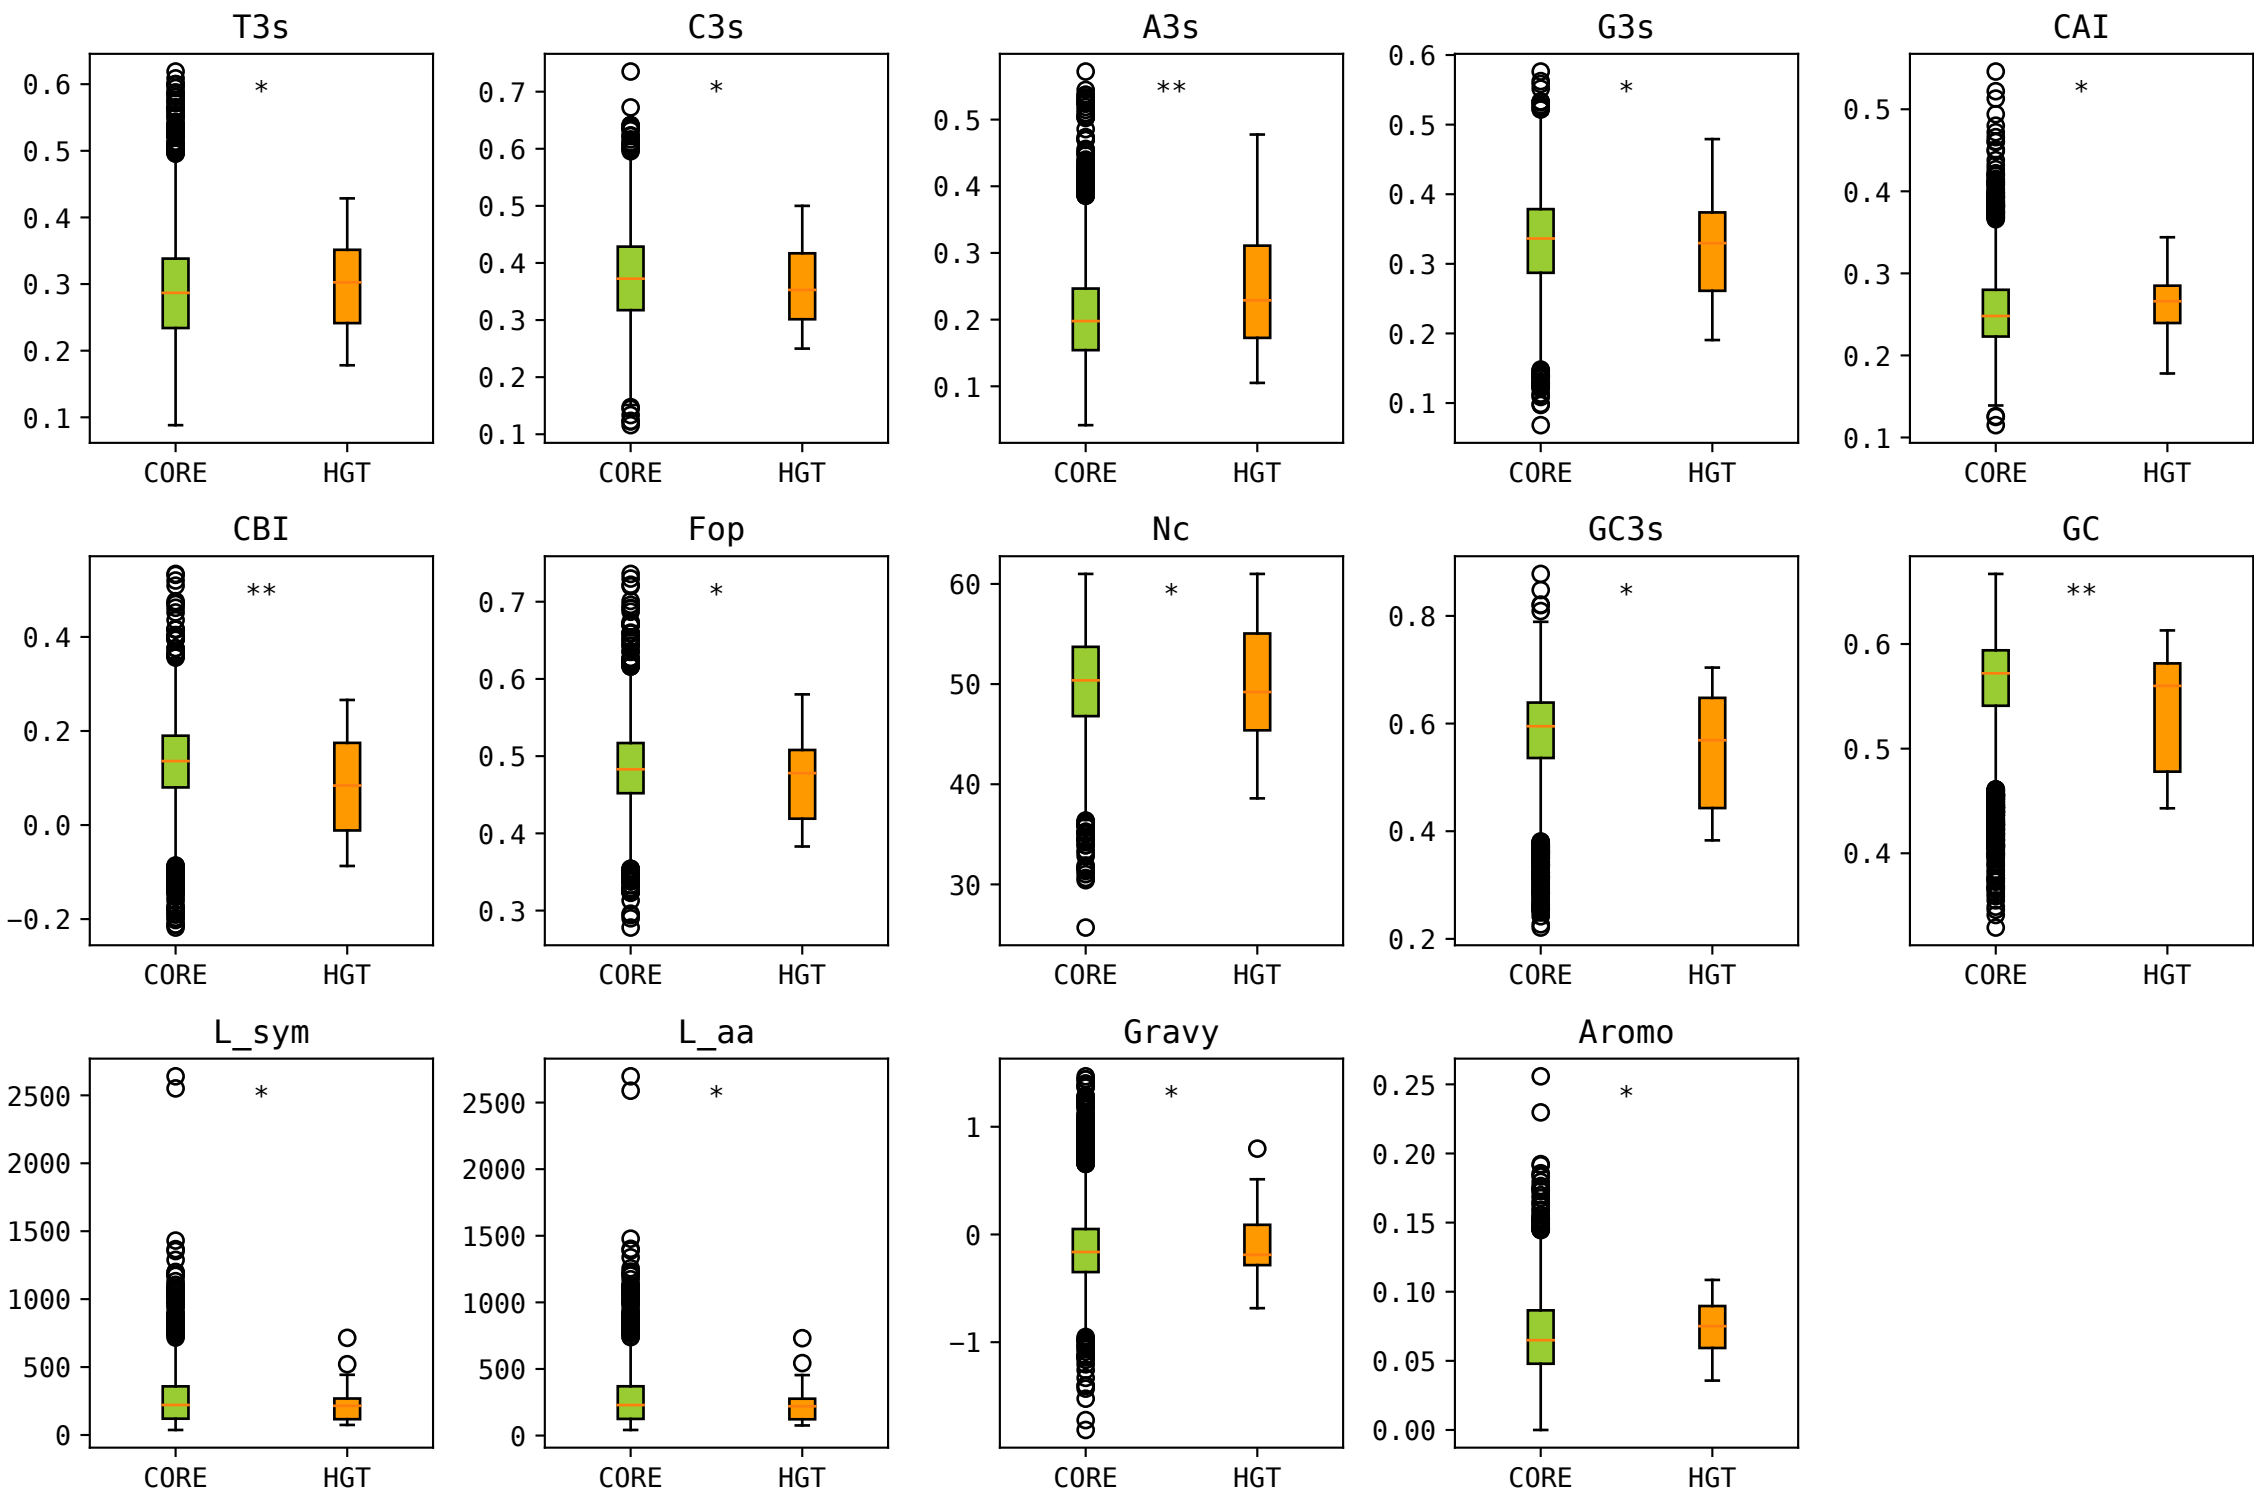 T3s C3s A3s G3s CAI
* * ** * *
0.6 0.5 0.4 0.3 0.2 0.1
0.7 0.6 0.5 0.4 0.3 0.2 0.1
0.5 0.4 0.3 0.2 0.1
0.6 0.5 0.4 0.3 0.2 0.1
0.5 0.4 0.3 0.2 0.1
CORE HGT CORE HGT CORE HGT CORE HGT CORE HGT
CBI Fop Nc GC3s GC
** * * * **
0.4 0.2 0.0 −0.2
0.7 0.6 0.5 0.4 0.3
60 50 40 30
0.8 0.6 0.4 0.2
0.6 0.5 0.4
CORE HGT CORE HGT CORE HGT CORE HGT CORE HGT
L_sym L_aa Gravy Aromo
* * * *
2500 2000 1500 1000 500 0
2500 2000 1500 1000 500 0
1 0 −1
0.25 0.20 0.15 0.10 0.05 0.00
CORE HGT CORE HGT CORE HGT CORE HGT